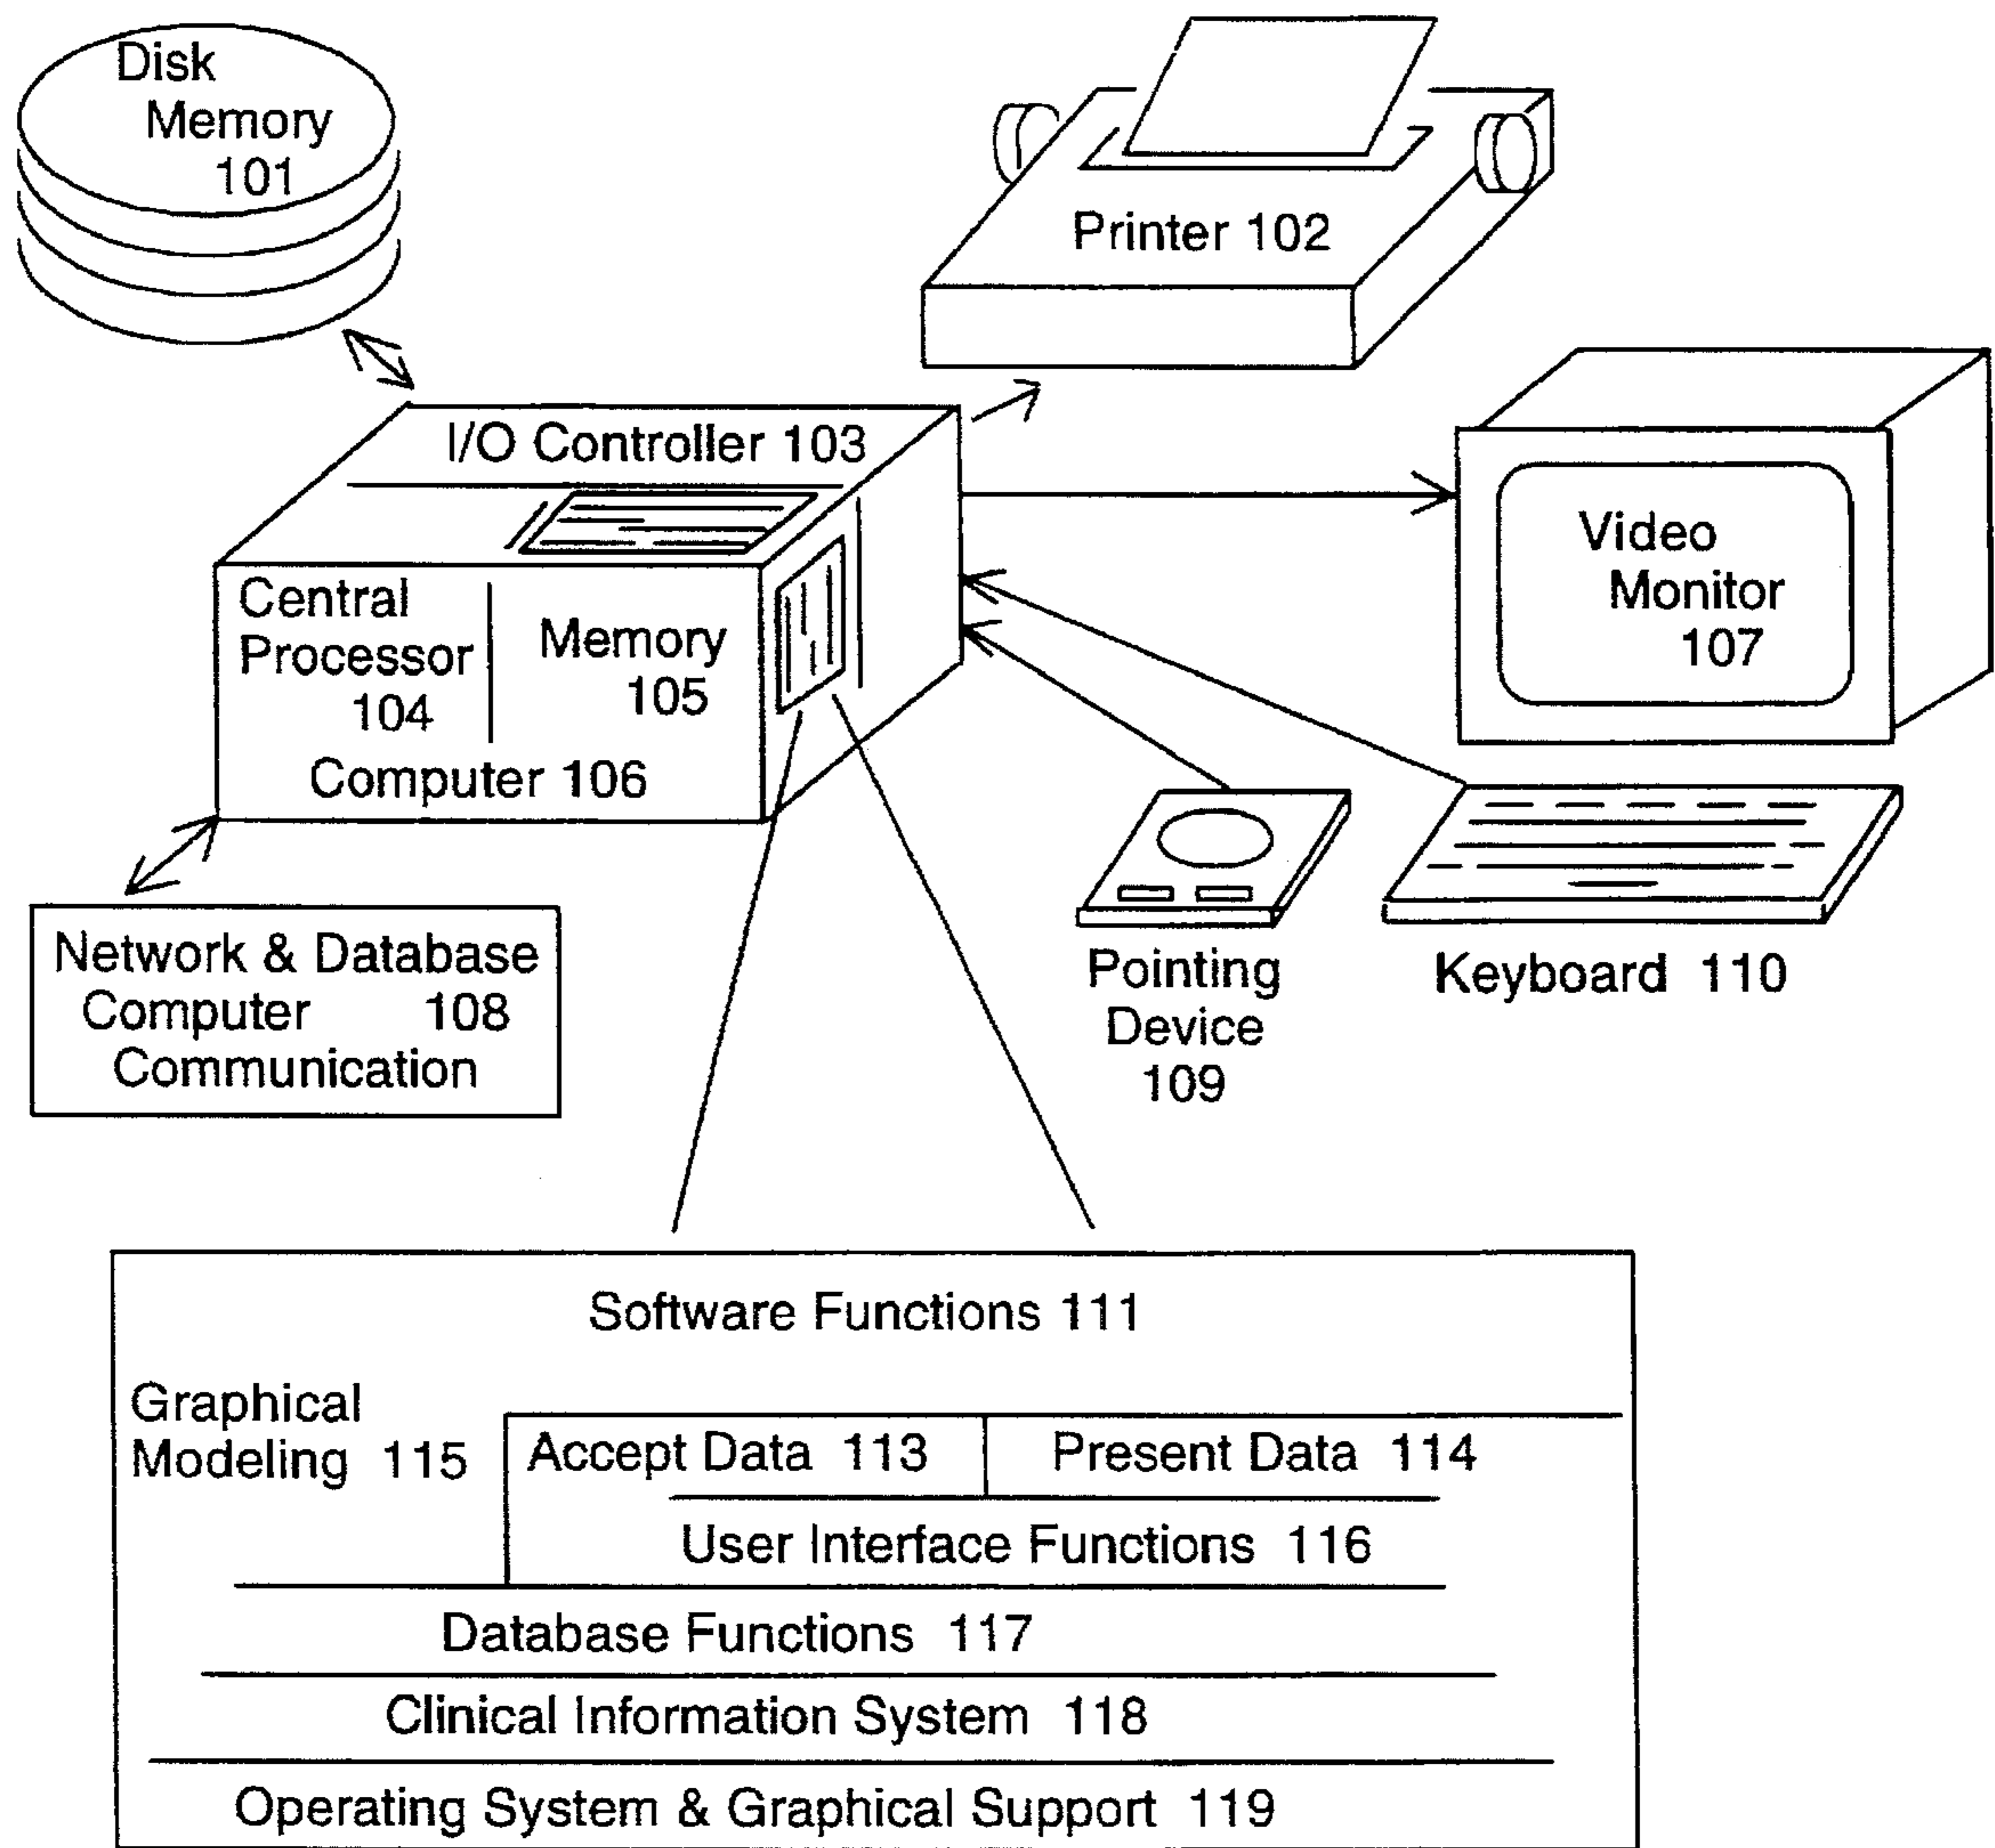 Disk
Memory
101
Printer 102
I/O Controller 103
Central
Processor
104
Memory
105
Computer 106
Video
Monitor
107
Network & Database
Computer 108
Communication
Pointing
Device
109
Keyboard 110
Software Functions 111
Graphical
Modeling 115
Accept Data 113
Present Data 114
User Interface Functions 116
Database Functions 117
Clinical Information System 118
Operating System & Graphical Support 119